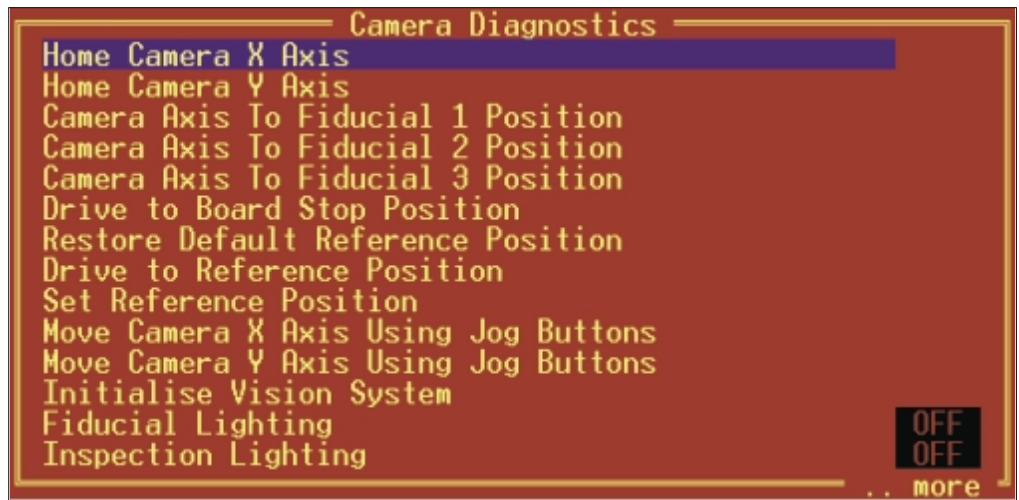 Camera Diagnostics
Home Camera X Axis
Home Camera Y Axis
Camera Axis To Fiducial 1 Position
Camera Axis To Fiducial 2 Position
Camera Axis To Fiducial 3 Position
Drive to Board Stop Position
Restore Default Reference Position
Drive to Reference Position
Set Reference Position
Move Camera X Axis Using Jog Buttons
Move Camera Y Axis Using Jog Buttons
Initialise Vision System
Fiducial Lighting OFF
Inspection Lighting OFF
.. more